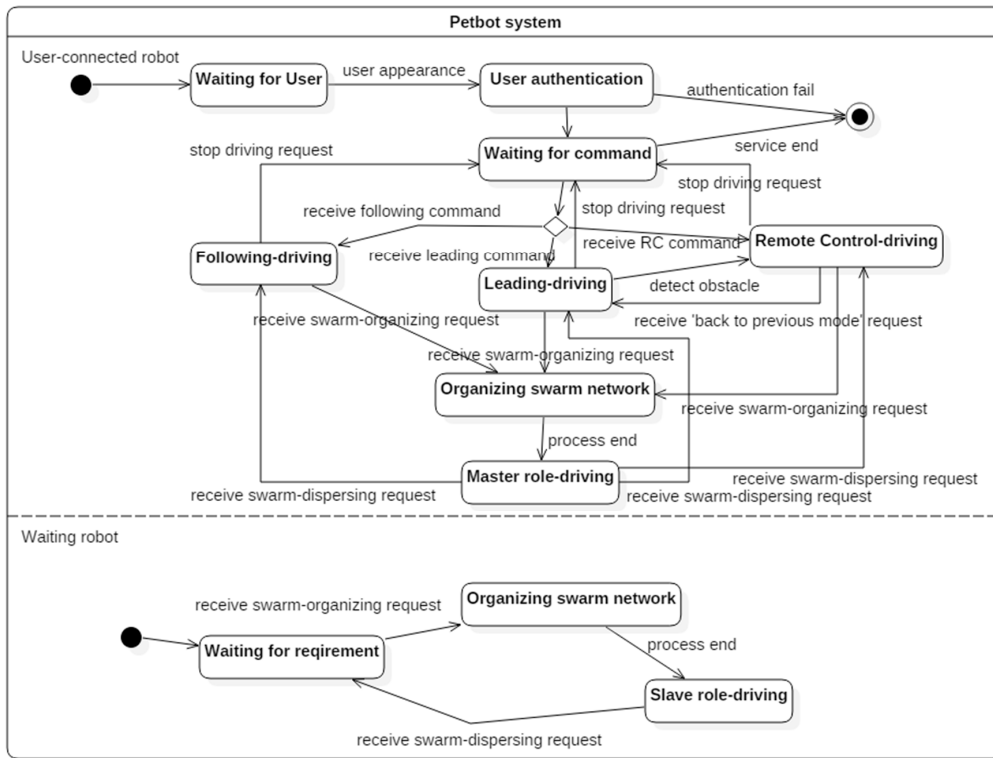 Petbot system
User-connected robot
Waiting for User
user appearance
User authentication
authentication fail
stop driving request
Waiting for command
service end
stop driving request
receive following command
stop driving request
receive RC command
Remote Control-driving
Following-driving
receive leading command
Leading-driving
detect obstacle
receive swarm-organizing request
receive 'back to previous mode' request
receive swarm-organizing request
Organizing swarm network
receive swarm-organizing request
process end
Master role-driving
receive swarm-dispersing request
receive swarm-dispersing request
receive swarm-dispersing request
Waiting robot
receive swarm-organizing request
Organizing swarm network
Waiting for reqirement
process end
Slave role-driving
receive swarm-dispersing request